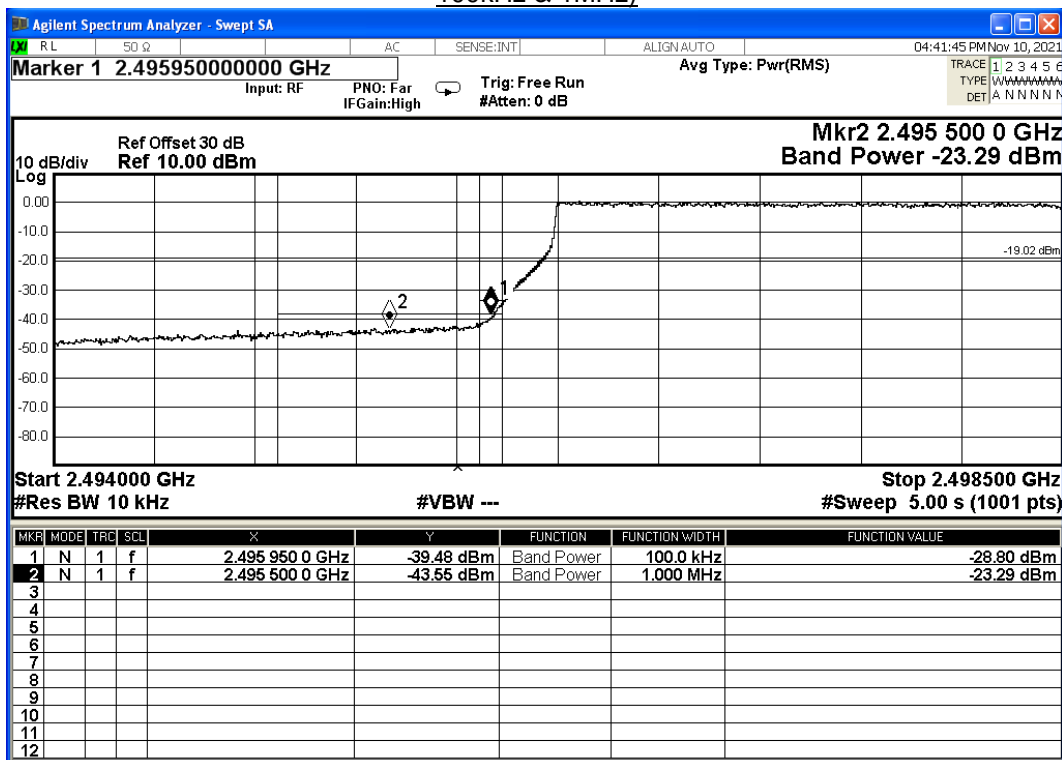 100kHz & 1MHz)
Agilent Spectrum Analyzer - Swept SA
LXI RL 50 Ω AC SENSE:INT ALIGN AUTO 04:41:45 PM Nov 10, 2021
Marker 1 2.495950000000 GHz
Input: RF PNO: Far Trig: Free Run
IFGain:High #Atten: 0 dB
Avg Type: Pwr(RMS)
TRACE 1 2 3 4 5 6
TYPE
DET A N N N N N
Ref Offset 30 dB
10 dB/div Ref 10.00 dBm
Mkr2 2.495 500 0 GHz
Band Power -23.29 dBm
Log
0.00
-10.0
-19.02 dBm
-20.0
-30.0
1
2
-40.0
-50.0
-60.0
-70.0
-80.0
Start 2.494000 GHz Stop 2.498500 GHz
#Res BW 10 kHz #VBW --- #Sweep 5.00 s (1001 pts)
MKR MODE TRC SCL X Y FUNCTION FUNCTION WIDTH FUNCTION VALUE
1 N 1 f 2.495 950 0 GHz -39.48 dBm Band Power 100.0 kHz -28.80 dBm
2 N 1 f 2.495 500 0 GHz -43.55 dBm Band Power 1.000 MHz -23.29 dBm
3
4
5
6
7
8
9
10
11
12